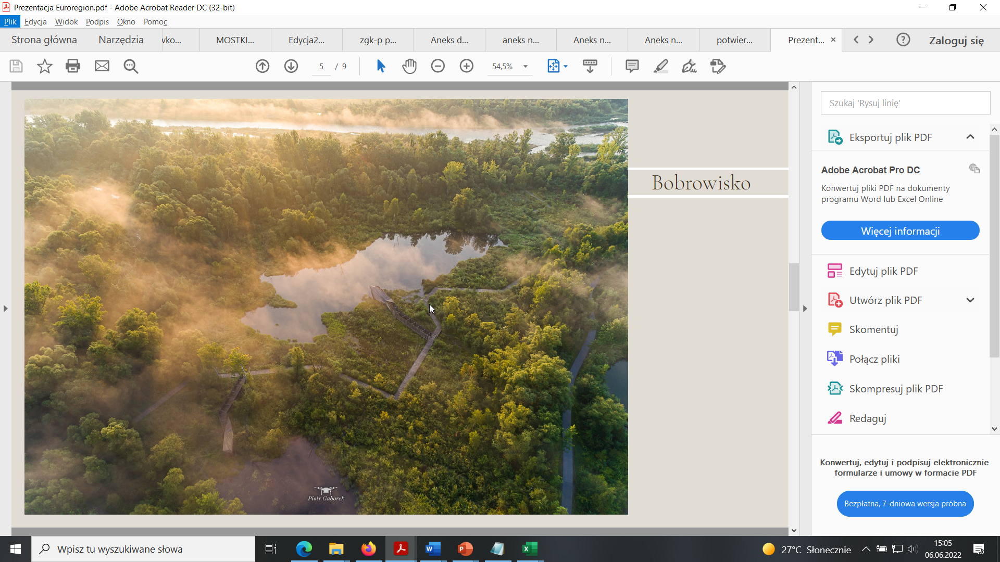 Prezentacja Euroregion.pdf - Adobe Acrobat Reader DC (32-bit)
Plik Edycja Widok Podpis Okno Pomoc
Strona główna Narzędzia vko... MOSTKI... Edycja2... zgk-p p... Aneks d... aneks n... Aneks n... Aneks n... potwier... Prezent... Zaloguj się
5 / 9 54,5%
Bobrowisko
Piotr Gaborek
Szukaj 'Rysuj linię'
Eksportuj plik PDF
Adobe Acrobat Pro DC
Konwertuj pliki PDF na dokumenty
programu Word lub Excel Online
Więcej informacji
Edytuj plik PDF
Utwórz plik PDF
Skomentuj
Połącz pliki
Skompresuj plik PDF
Redaguj
Konwertuj, edytuj i podpisuj elektronicznie
formularze i umowy w formacie PDF
Bezpłatna, 7-dniowa wersja próbna
Wpisz tu wyszukiwane słowa
27°C Słonecznie
15:05
06.06.2022